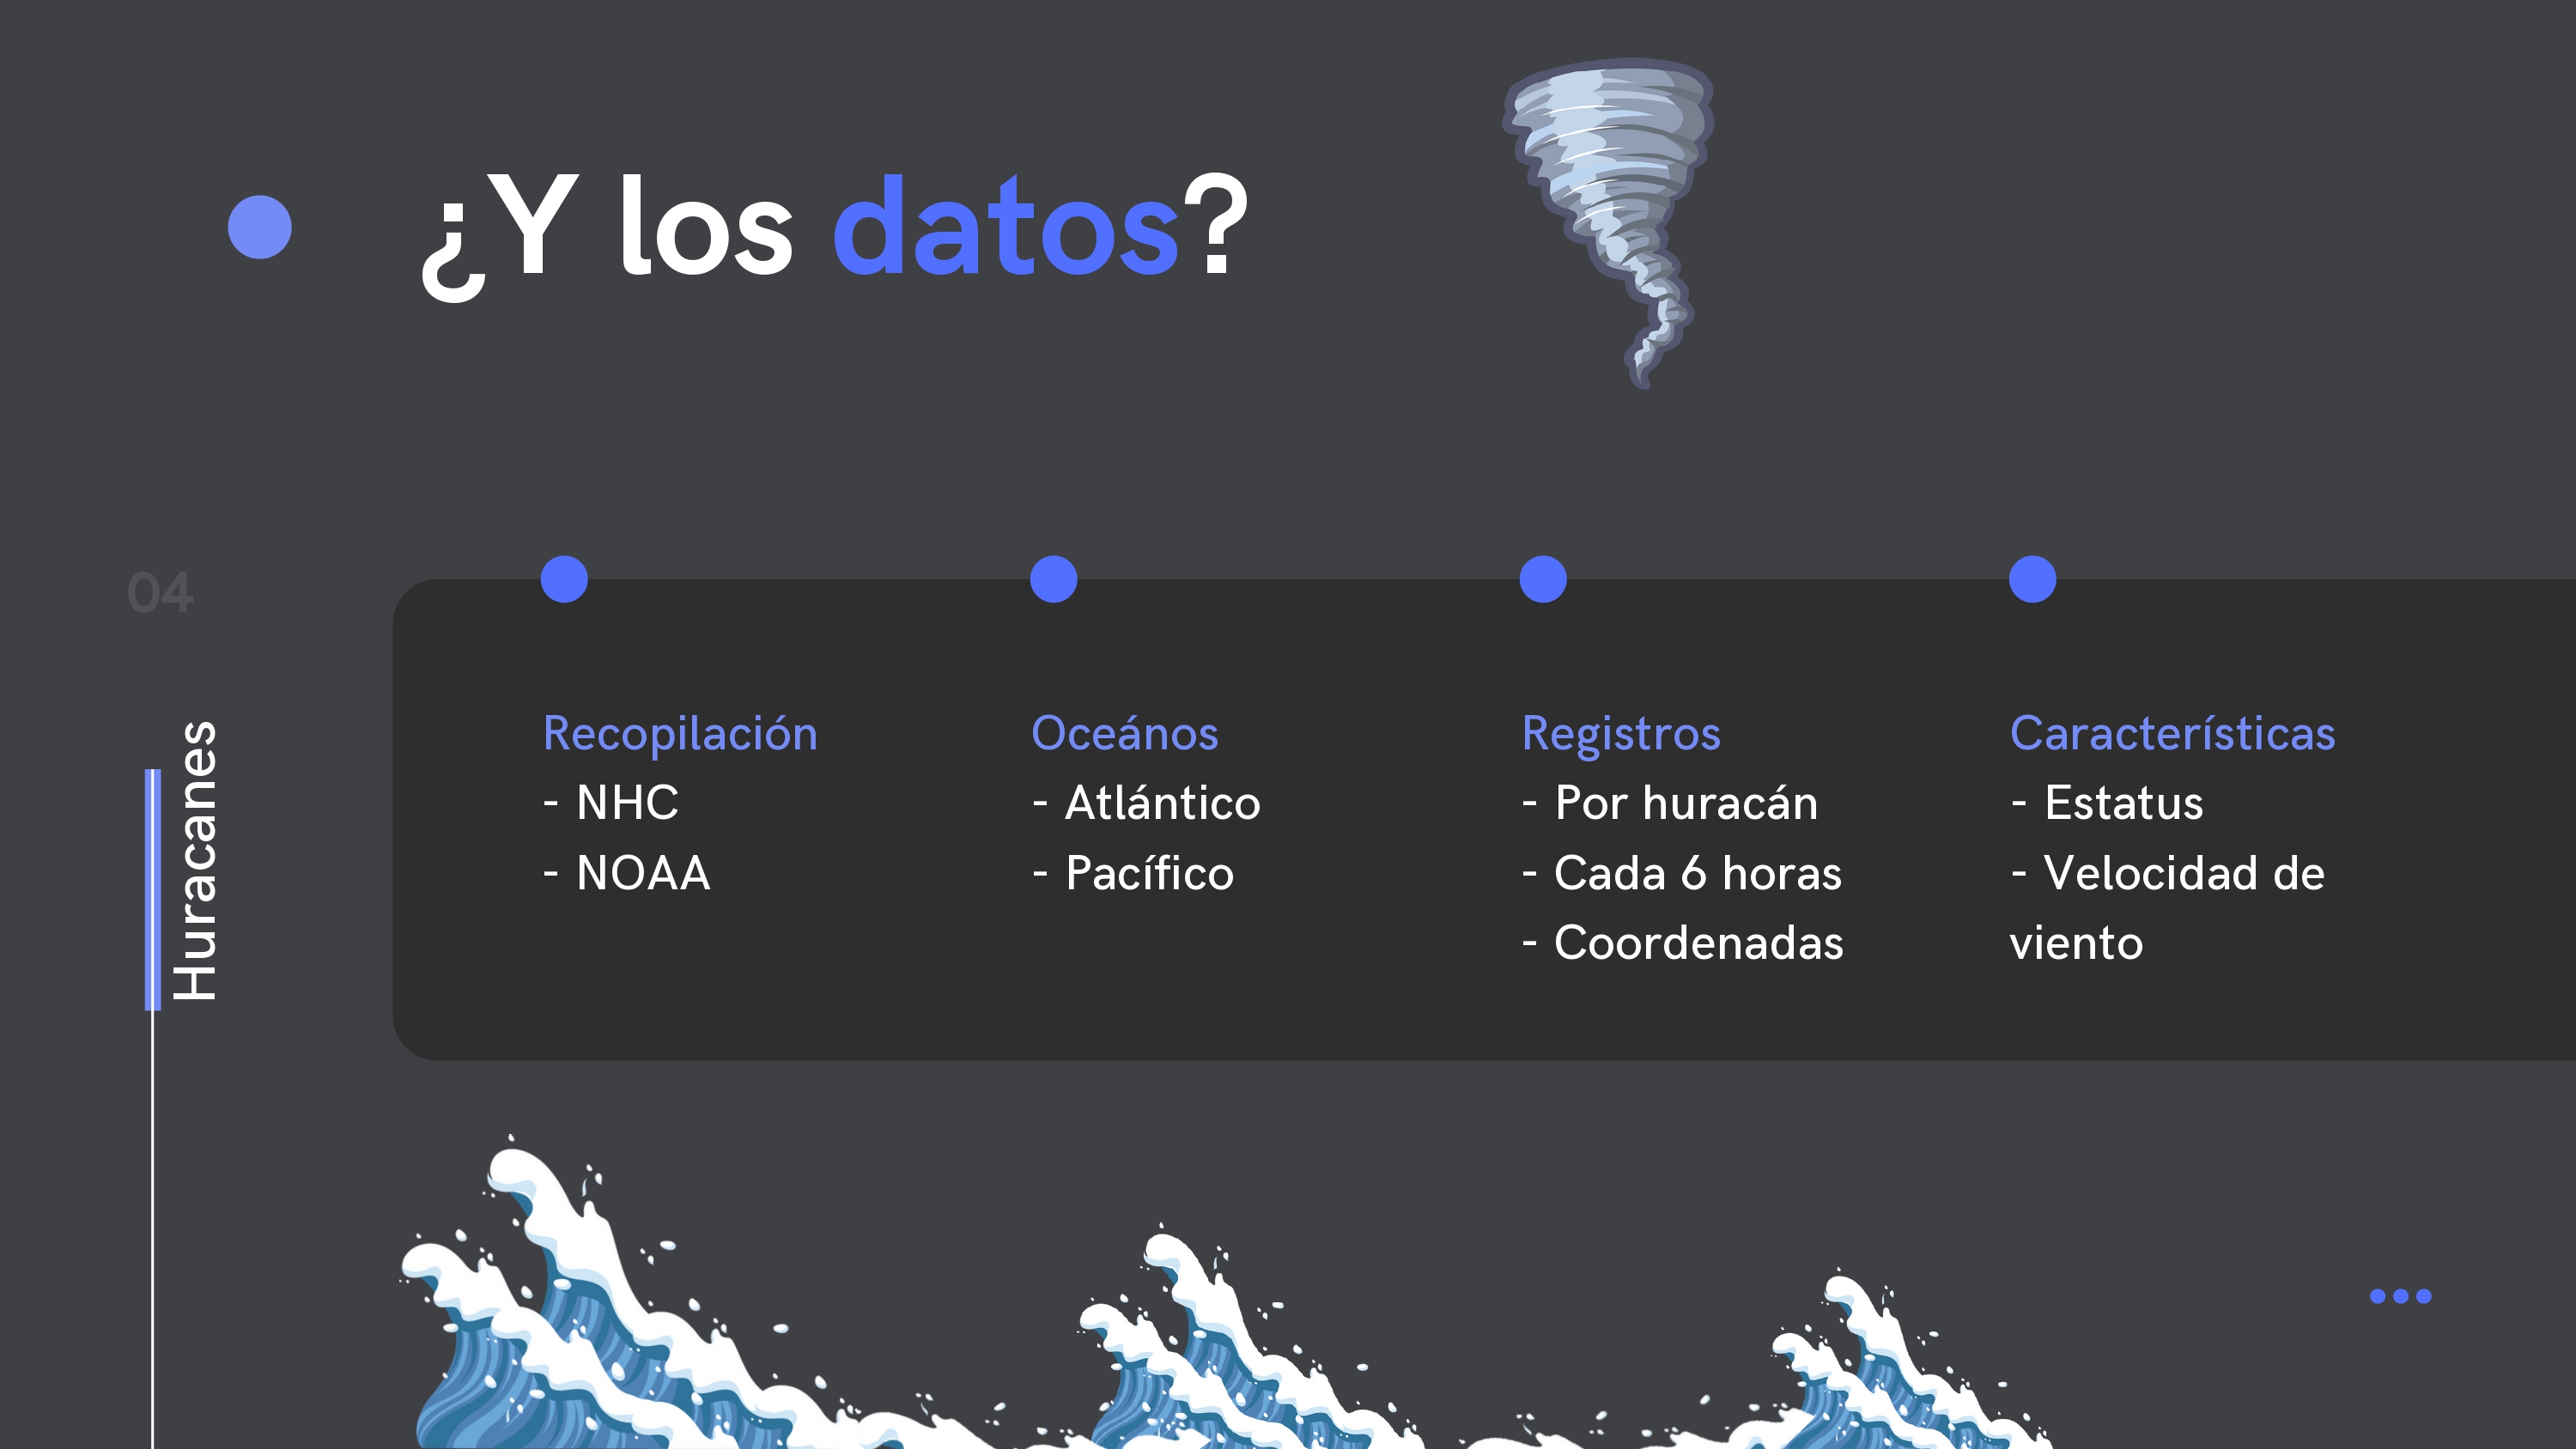 ¿Y los datos?
04
Huracanes
Recopilación
- NHC
- NOAA
Oceános
- Atlántico
- Pacífico
Registros
- Por huracán
- Cada 6 horas
- Coordenadas
Características
- Estatus
- Velocidad de
viento